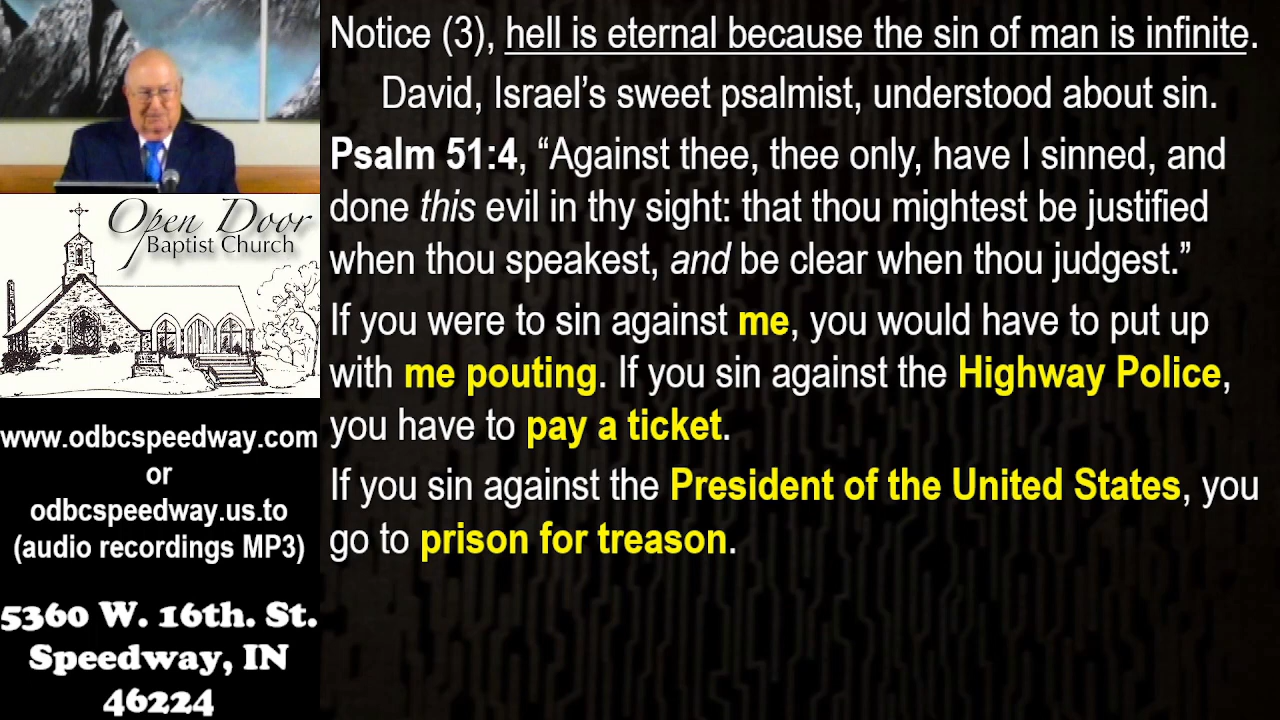 Notice (3), hell is eternal because the sin of man is infinite.
David, Israel’s sweet psalmist, understood about sin.
Psalm 51:4, “Against thee, thee only, have I sinned, and
done this evil in thy sight: that thou mightest be justified
when thou speakest, and be clear when thou judgest.”
If you were to sin against me, you would have to put up
with me pouting. If you sin against the Highway Police,
you have to pay a ticket.
If you sin against the President of the United States, you
go to prison for treason.
Open Door
Baptist Church
www.odbcspeedway.com
or
odbcspeedway.us.to
(audio recordings MP3)
5360 W. 16th. St.
Speedway, IN
46224